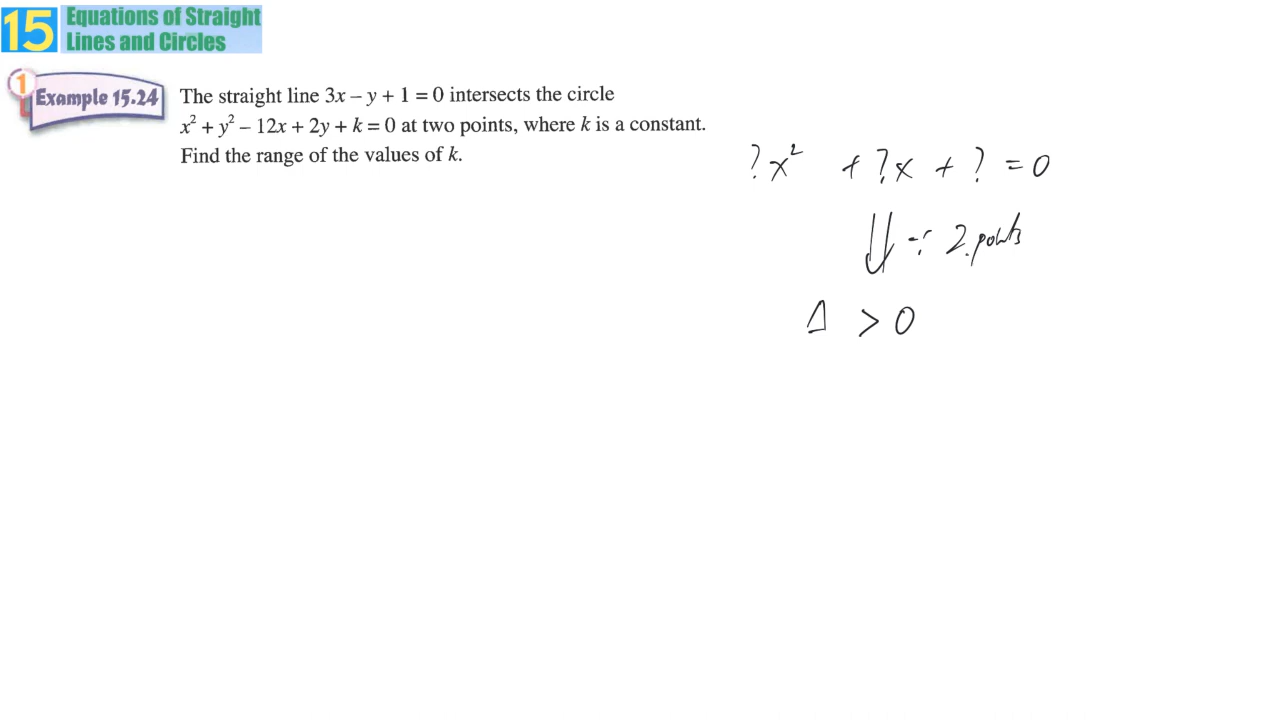 15 Equations of Straight
Lines and Circles
1
Example 15.24
The straight line 3x – y + 1 = 0 intersects the circle
x² + y² – 12x + 2y + k = 0 at two points, where k is a constant.
Find the range of the values of k.
?x² + ?x + ? = 0
⇓ ∵ 2 points
Δ > 0